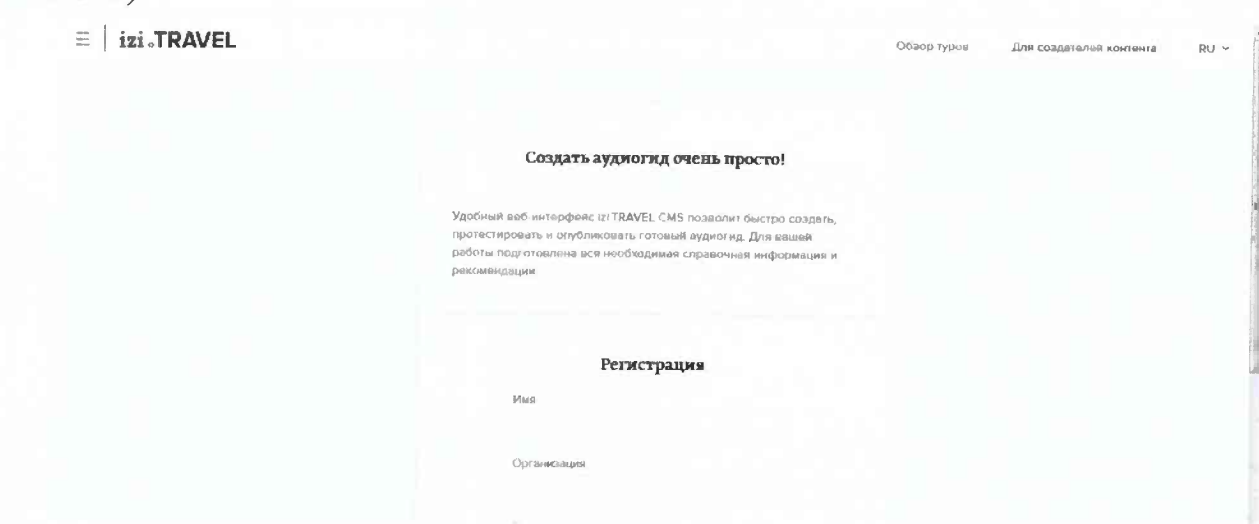 izi.TRAVEL
Обзор туров
Для создателей контента
RU
Создать аудиогид очень просто!
Удобный веб-интерфейс izi.TRAVEL CMS позволит быстро создать,
протестировать и опубликовать готовый аудиогид. Для вашей
работы подготовлена вся необходимая справочная информация и
рекомендации
Регистрация
Имя
Организация